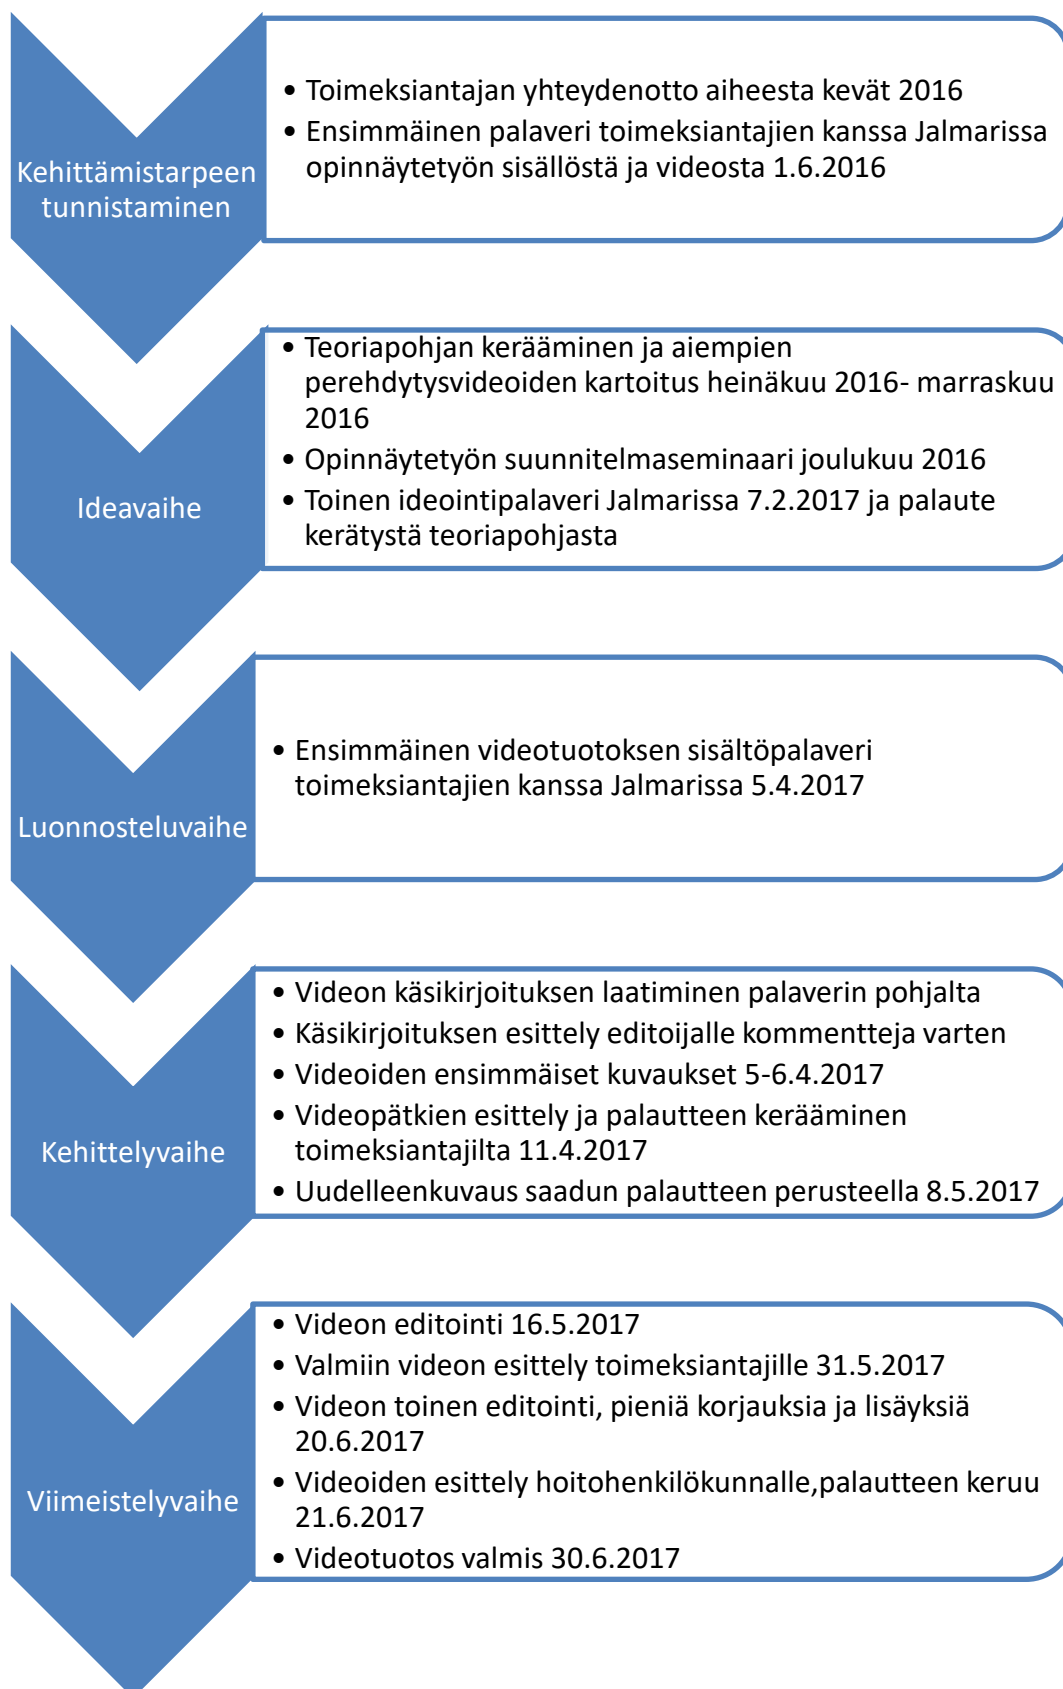 Kehittämistarpeen
tunnistaminen
• Toimeksiantajan yhteydenotto aiheesta kevät 2016
• Ensimmäinen palaveri toimeksiantajien kanssa Jalmarissa
opinnäytetyön sisällöstä ja videosta 1.6.2016
Ideavaihe
• Teoriapohjan kerääminen ja aiempien
perehdytysvideoiden kartoitus heinäkuu 2016- marraskuu
2016
• Opinnäytetyön suunnitelmaseminaari joulukuu 2016
• Toinen ideointipalaveri Jalmarissa 7.2.2017 ja palaute
kerätystä teoriapohjasta
Luonnosteluvaihe
• Ensimmäinen videotuotoksen sisältöpalaveri
toimeksiantajien kanssa Jalmarissa 5.4.2017
Kehittelyvaihe
• Videon käsikirjoituksen laatiminen palaverin pohjalta
• Käsikirjoituksen esittely editoijalle kommentteja varten
• Videoiden ensimmäiset kuvaukset 5-6.4.2017
• Videopätkien esittely ja palautteen kerääminen
toimeksiantajilta 11.4.2017
• Uudelleenkuvaus saadun palautteen perusteella 8.5.2017
Viimeistelyvaihe
• Videon editointi 16.5.2017
• Valmiin videon esittely toimeksiantajille 31.5.2017
• Videon toinen editointi, pieniä korjauksia ja lisäyksiä
20.6.2017
• Videoiden esittely hoitohenkilökunnalle,palautteen keruu
21.6.2017
• Videotuotos valmis 30.6.2017